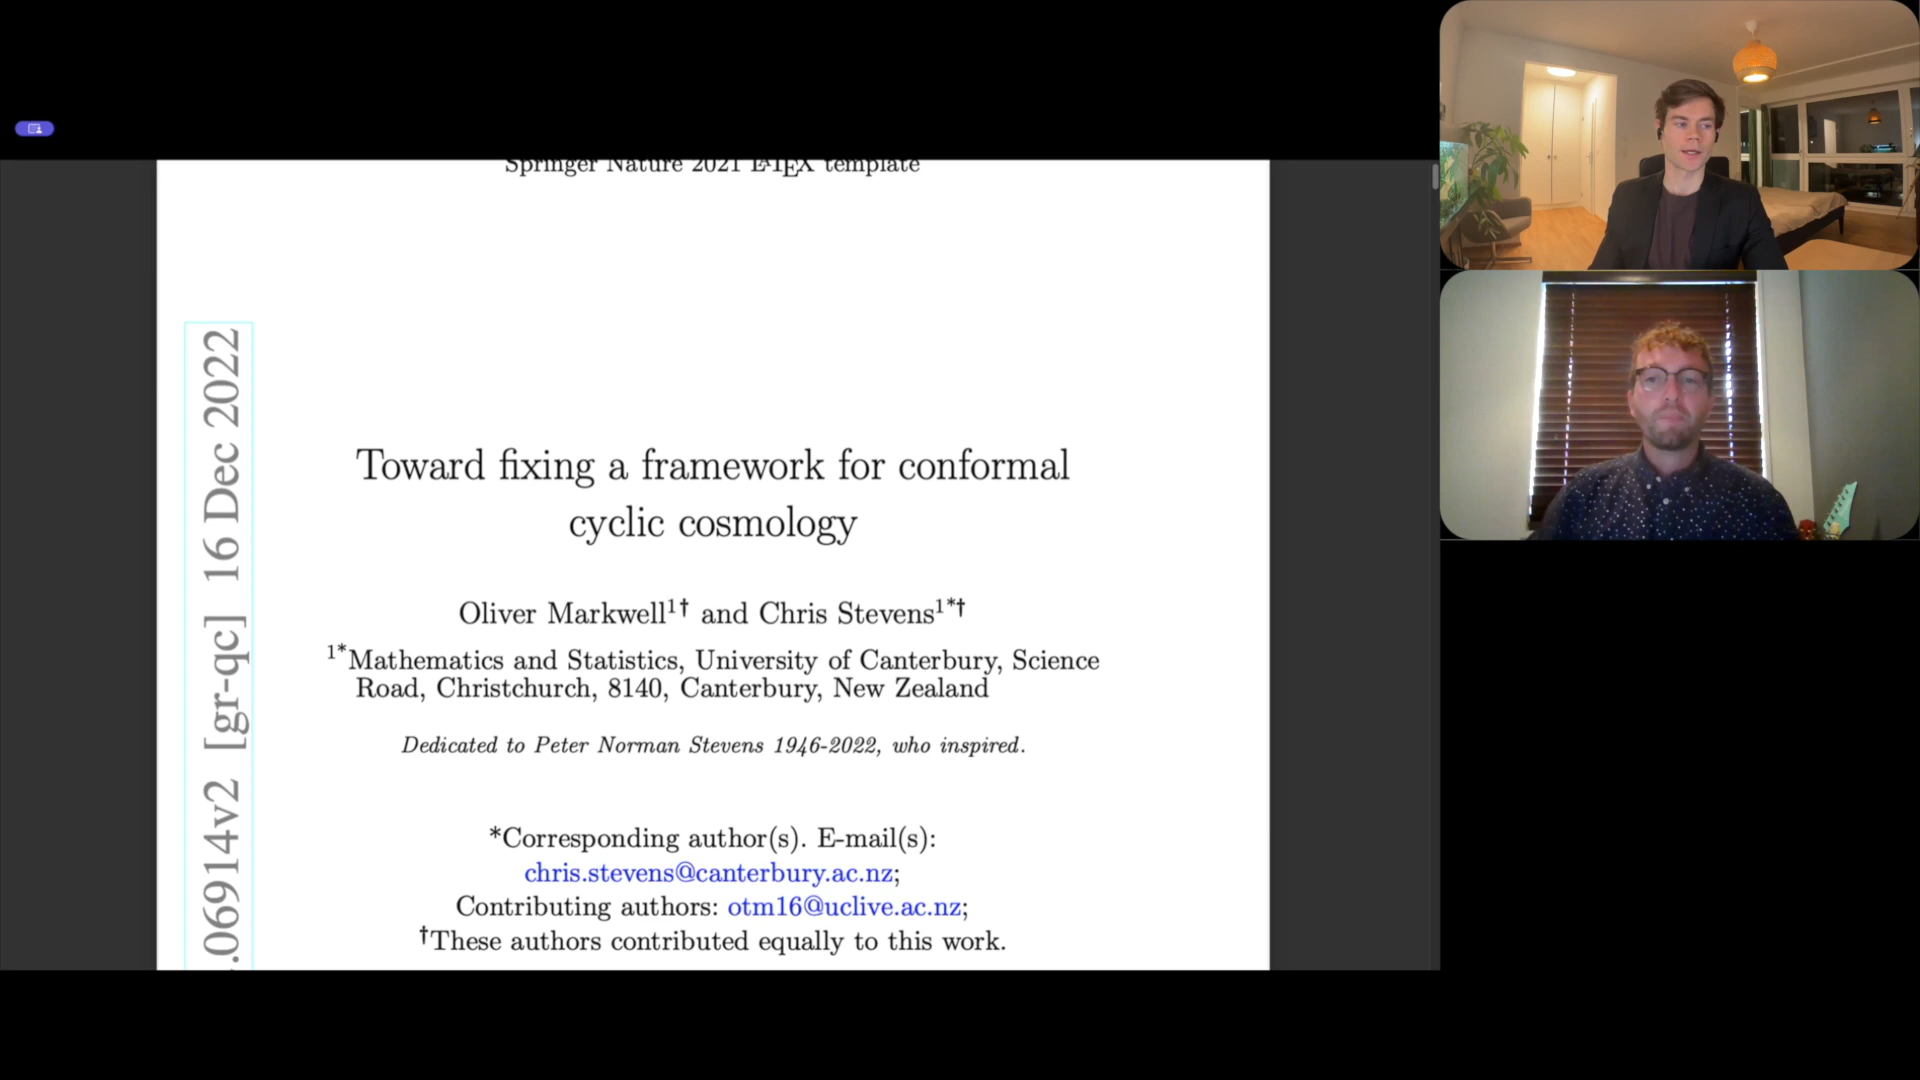 Springer Nature 2021 LATEX template
.06914v2 [gr-qc] 16 Dec 2022
Toward fixing a framework for conformal
cyclic cosmology
Oliver Markwell1† and Chris Stevens1*†
1*Mathematics and Statistics, University of Canterbury, Science
Road, Christchurch, 8140, Canterbury, New Zealand
Dedicated to Peter Norman Stevens 1946-2022, who inspired.
*Corresponding author(s). E-mail(s):
chris.stevens@canterbury.ac.nz;
Contributing authors: otm16@uclive.ac.nz;
†These authors contributed equally to this work.